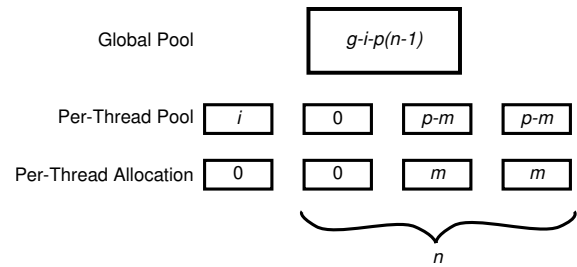 Global Pool g-i-p(n-1)
Per-Thread Pool i 0 p-m p-m
Per-Thread Allocation 0 0 m m
n